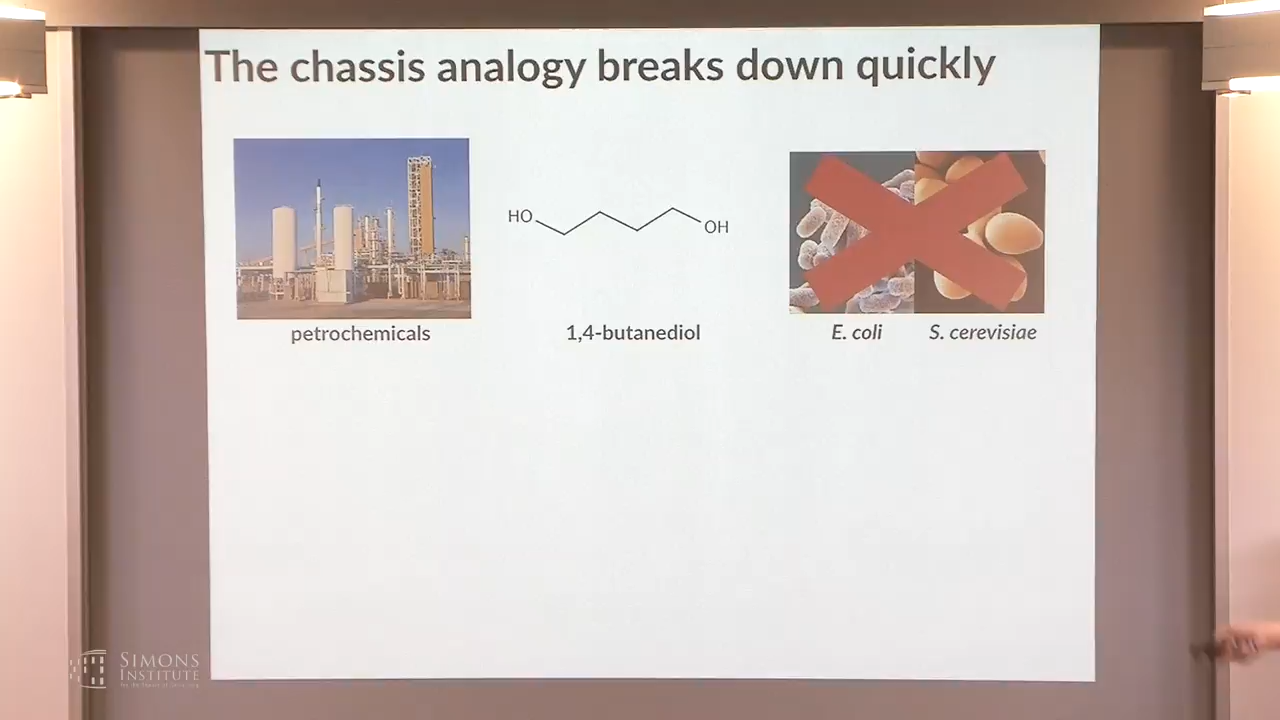 The chassis analogy breaks down quickly
HO
OH
petrochemicals
1,4-butanediol
E. coli
S. cerevisiae
SIMONS
INSTITUTE